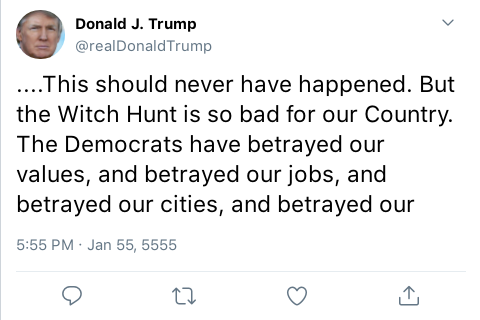 Donald J. Trump
@realDonaldTrump
....This should never have happened. But
the Witch Hunt is so bad for our Country.
The Democrats have betrayed our
values, and betrayed our jobs, and
betrayed our cities, and betrayed our
5:55 PM · Jan 55, 5555